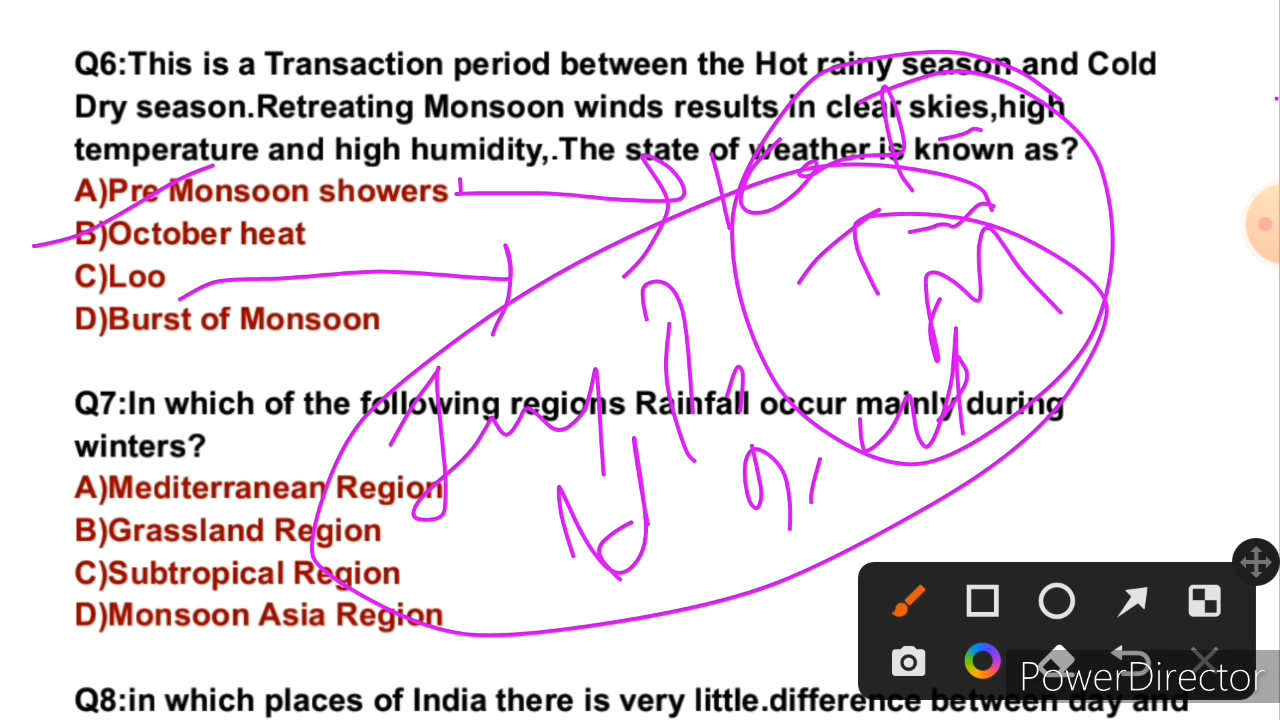 Q6:This is a Transaction period between the Hot rainy season and Cold
Dry season.Retreating Monsoon winds results in clear skies,high
temperature and high humidity,.The state of weather is known as?
A)Pre Monsoon showers
B)October heat
C)Loo
D)Burst of Monsoon
Q7:In which of the following regions Rainfall occur mainly during
winters?
A)Mediterranean Region
B)Grassland Region
C)Subtropical Region
D)Monsoon Asia Region
Q8:in which places of India there is very little.difference between day and
PowerDirector